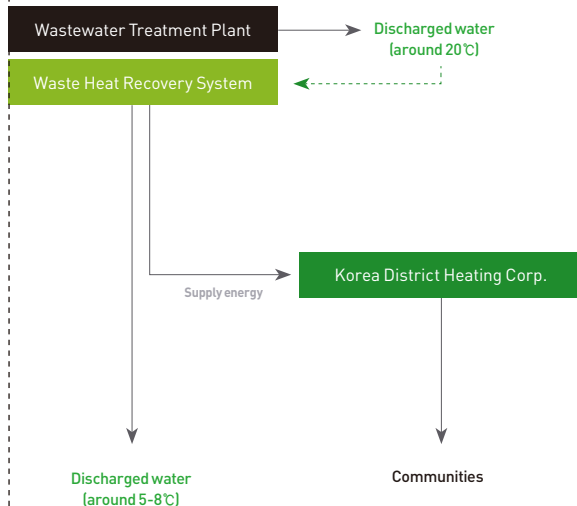 Wastewater Treatment Plant
Discharged water
(around 20℃)
Waste Heat Recovery System
Supply energy
Korea District Heating Corp.
Discharged water
(around 5-8℃)
Communities